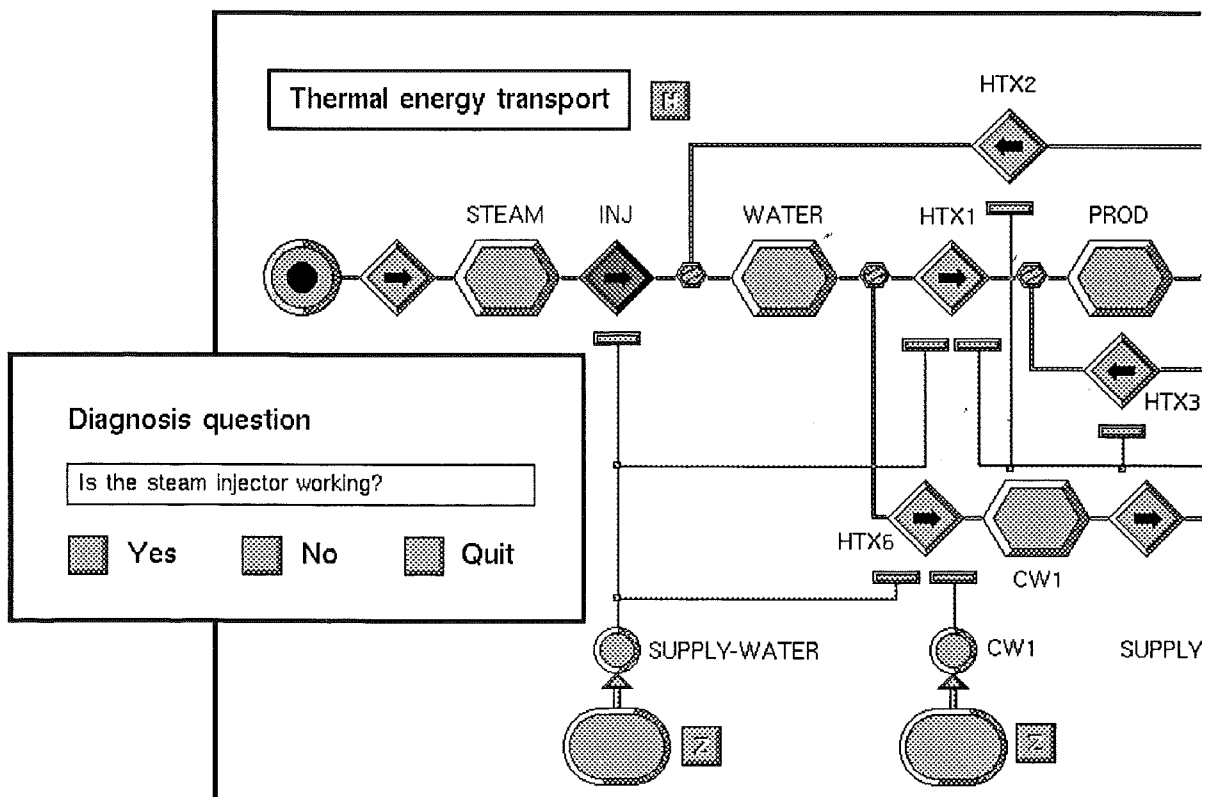 HTX2
Thermal energy transport
STEAM
INJ
WATER
HTX1
PROD
HTX3
Diagnosis question
Is the steam injector working?
Yes
No
Quit
HTX6
CW1
SUPPLY-WATER
CW1
SUPPLY
Z
Z